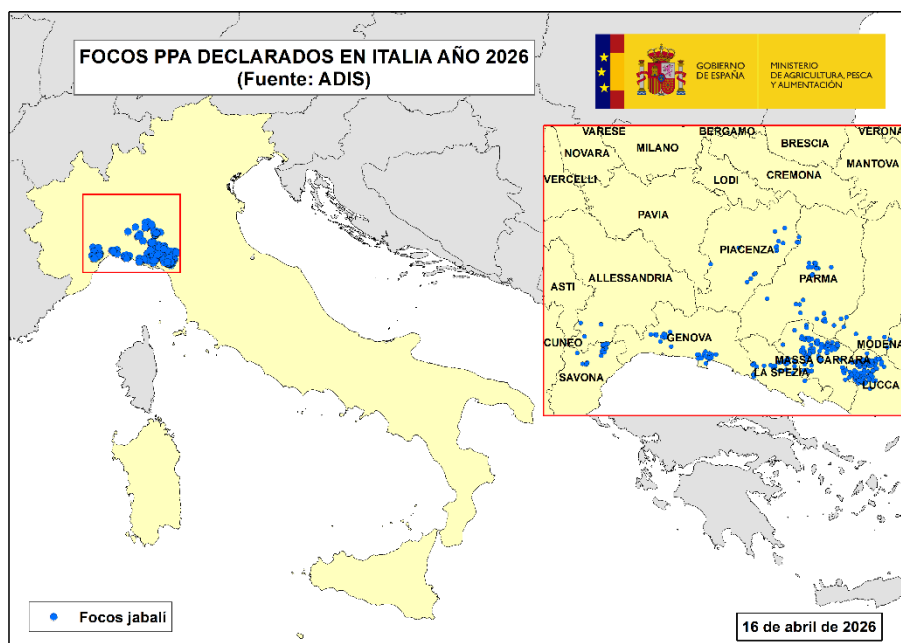 FOCOS PPA DECLARADOS EN ITALIA AÑO 2026
(Fuente: ADIS)
GOBIERNO
DE ESPAÑA
MINISTERIO
DE AGRICULTURA, PESCA
Y ALIMENTACIÓN
VARESE
BERGAMO
VERONA
MILANO
BRESCIA
NOVARA
MANTOVA
VERCELLI
LODI
CREMONA
PAVIA
PIACENZA
ASTI
ALLESSANDRIA
PARMA
CUNEO
GENOVA
MODENA
MASSA CARRARA
SAVONA
LA SPEZIA
LUCCA
Focos jabalí
16 de abril de 2026